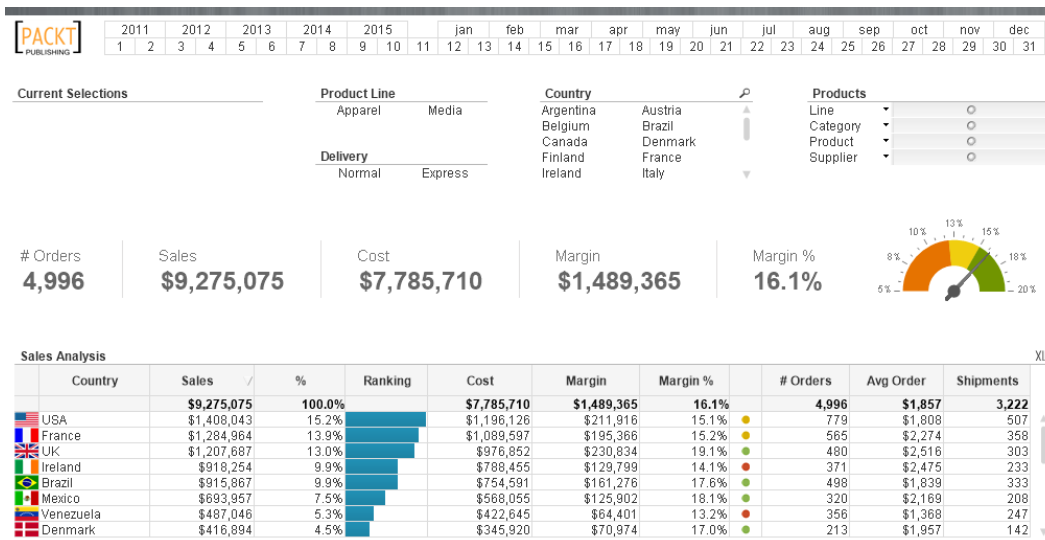 PACKT
PUBLISHING
2011 2012 2013 2014 2015 jan feb mar apr may jun jul aug sep oct nov dec
1 2 3 4 5 6 7 8 9 10 11 12 13 14 15 16 17 18 19 20 21 22 23 24 25 26 27 28 29 30 31
Current Selections Product Line Country Products
Apparel Media Argentina Austria Line
Belgium Brazil Category
Canada Denmark Product
Delivery Finland France Supplier
Normal Express Ireland Italy
# Orders Sales Cost Margin Margin %
4,996 $9,275,075 $7,785,710 $1,489,365 16.1%
5% 8% 10% 13% 15% 18% 20%
Sales Analysis XL
Country Sales % Ranking Cost Margin Margin % # Orders Avg Order Shipments
$9,275,075 100.0% $7,785,710 $1,489,365 16.1% 4,996 $1,857 3,222
USA $1,408,043 15.2% $1,196,126 $211,916 15.1% 779 $1,808 507
France $1,284,964 13.9% $1,089,597 $195,366 15.2% 565 $2,274 358
UK $1,207,687 13.0% $976,852 $230,834 19.1% 480 $2,516 303
Ireland $918,254 9.9% $788,455 $129,799 14.1% 371 $2,475 233
Brazil $915,867 9.9% $754,591 $161,276 17.6% 498 $1,839 333
Mexico $693,957 7.5% $568,055 $125,902 18.1% 320 $2,169 208
Venezuela $487,046 5.3% $422,645 $64,401 13.2% 356 $1,368 247
Denmark $416,894 4.5% $345,920 $70,974 17.0% 213 $1,957 142